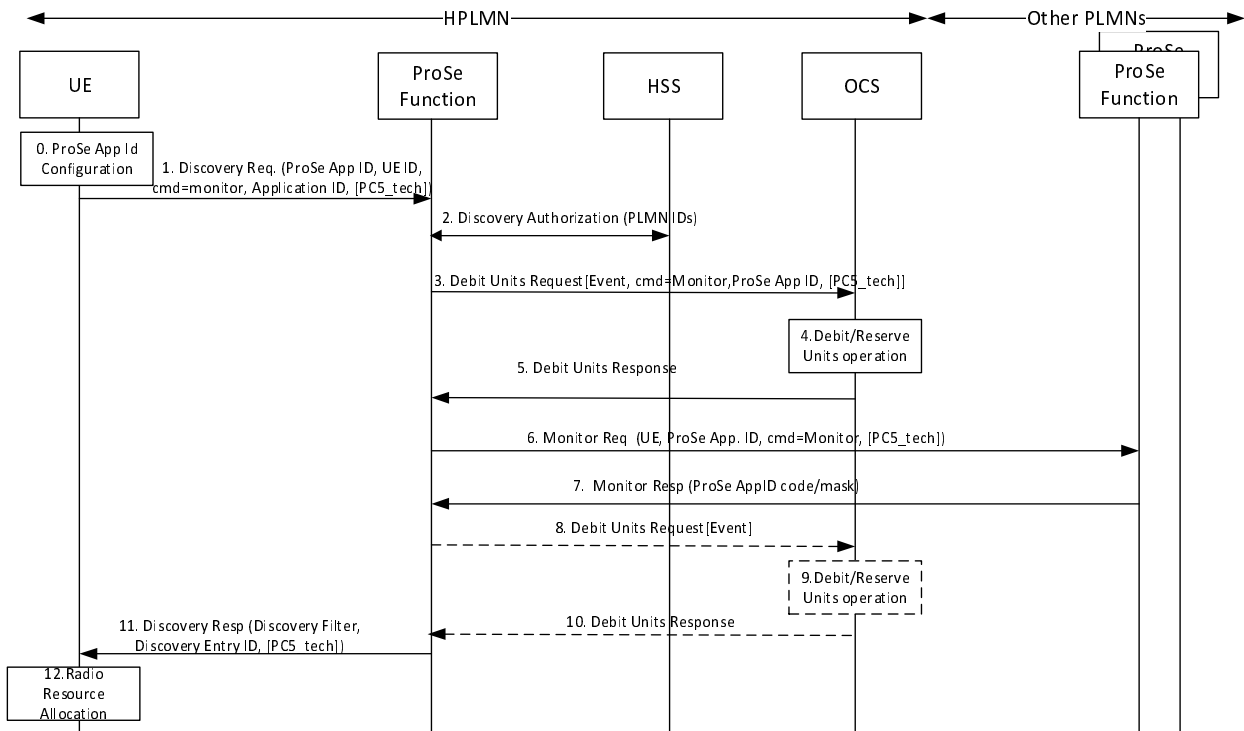 HPLMN
Other PLMNs
UE
ProSe
Function
HSS
OCS
ProSe
ProSe
Function
0. ProSe App Id
Configuration
1. Discovery Req. (ProSe App ID, UE ID,
cmd=monitor, Application ID, [PC5_tech])
2. Discovery Authorization (PLMN IDs)
3. Debit Units Request[Event, cmd=Monitor,ProSe App ID, [PC5_tech]]
4.Debit/Reserve
Units operation
5. Debit Units Response
6. Monitor Req (UE, ProSe App. ID, cmd=Monitor, [PC5_tech])
7. Monitor Resp (ProSe AppID code/mask)
8. Debit Units Request[Event]
9.Debit/Reserve
Units operation
10. Debit Units Response
11. Discovery Resp (Discovery Filter,
Discovery Entry ID, [PC5_tech])
12.Radio
Resource
Allocation